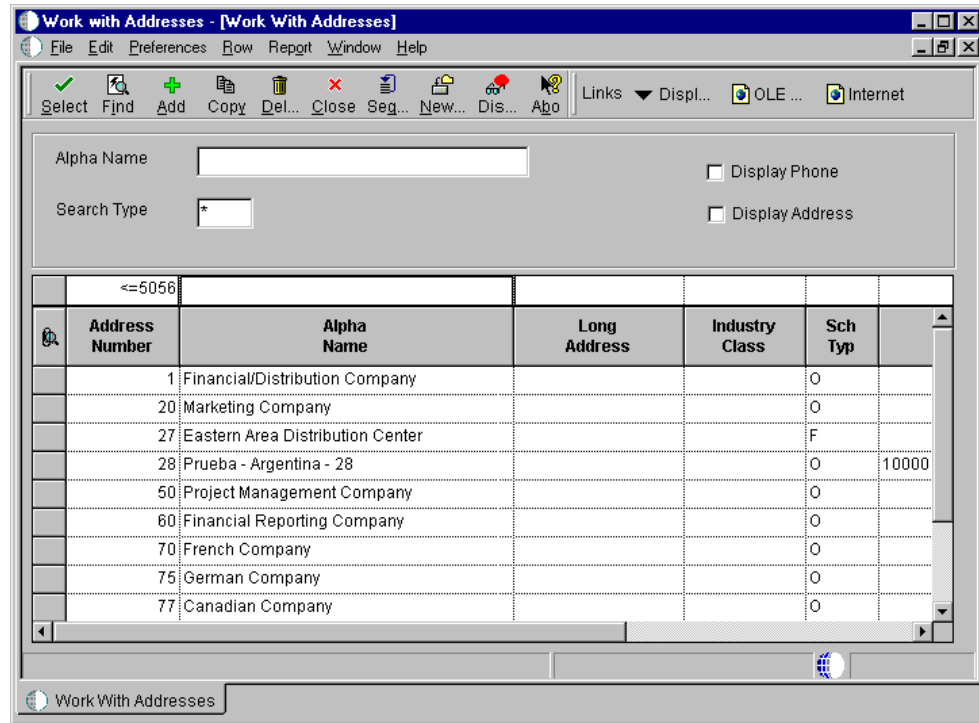 Work with Addresses - [Work With Addresses]
File Edit Preferences Row Report Window Help
Select Find Add Copy Del... Close Seq... New... Dis... Abo Links Displ... OLE ... Internet
Alpha Name
Display Phone
Search Type *
Display Address
<=5056
Address Number Alpha Name Long Address Industry Class Sch Typ
1 Financial/Distribution Company O
20 Marketing Company O
27 Eastern Area Distribution Center F
28 Prueba - Argentina - 28 O 10000
50 Project Management Company O
60 Financial Reporting Company O
70 French Company O
75 German Company O
77 Canadian Company O
Work With Addresses